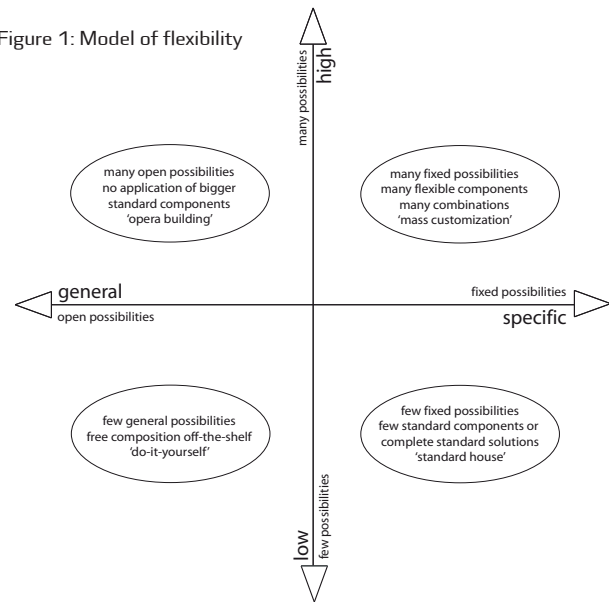 Figure 1: Model of flexibility
many possibilities
high
many open possibilities
no application of bigger
standard components
‘opera building’
many fixed possibilities
many flexible components
many combinations
‘mass customization’
general
open possibilities
fixed possibilities
specific
few general possibilities
free composition off-the-shelf
‘do-it-yourself’
few fixed possibilities
few standard components or
complete standard solutions
‘standard house’
low
few possibilities